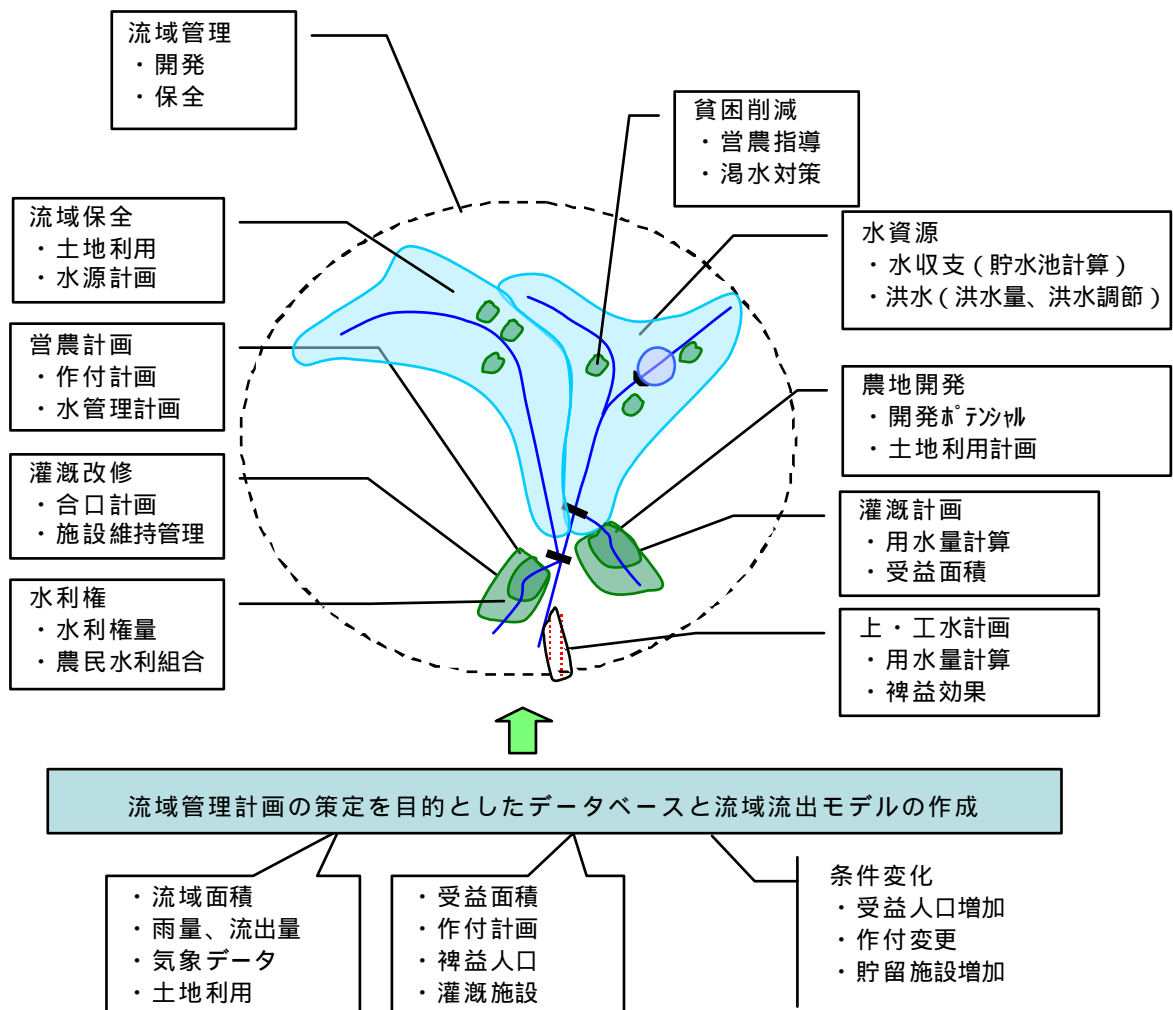 流域管理
・開発
・保全
貧困削減
・営農指導
・渇水対策
流域保全
・土地利用
・水源計画
水資源
・水収支（貯水池計算）
・洪水（洪水量、洪水調節）
営農計画
・作付計画
・水管理計画
農地開発
・開発ﾎﾟﾃﾝｼｬﾙ
・土地利用計画
灌漑改修
・合口計画
・施設維持管理
灌漑計画
・用水量計算
・受益面積
水利権
・水利権量
・農民水利組合
上・工水計画
・用水量計算
・裨益効果
流域管理計画の策定を目的としたデータベースと流域流出モデルの作成
・流域面積
・雨量、流出量
・気象データ
・土地利用
・受益面積
・作付計画
・裨益人口
・灌漑施設
条件変化
・受益人口増加
・作付変更
・貯留施設増加